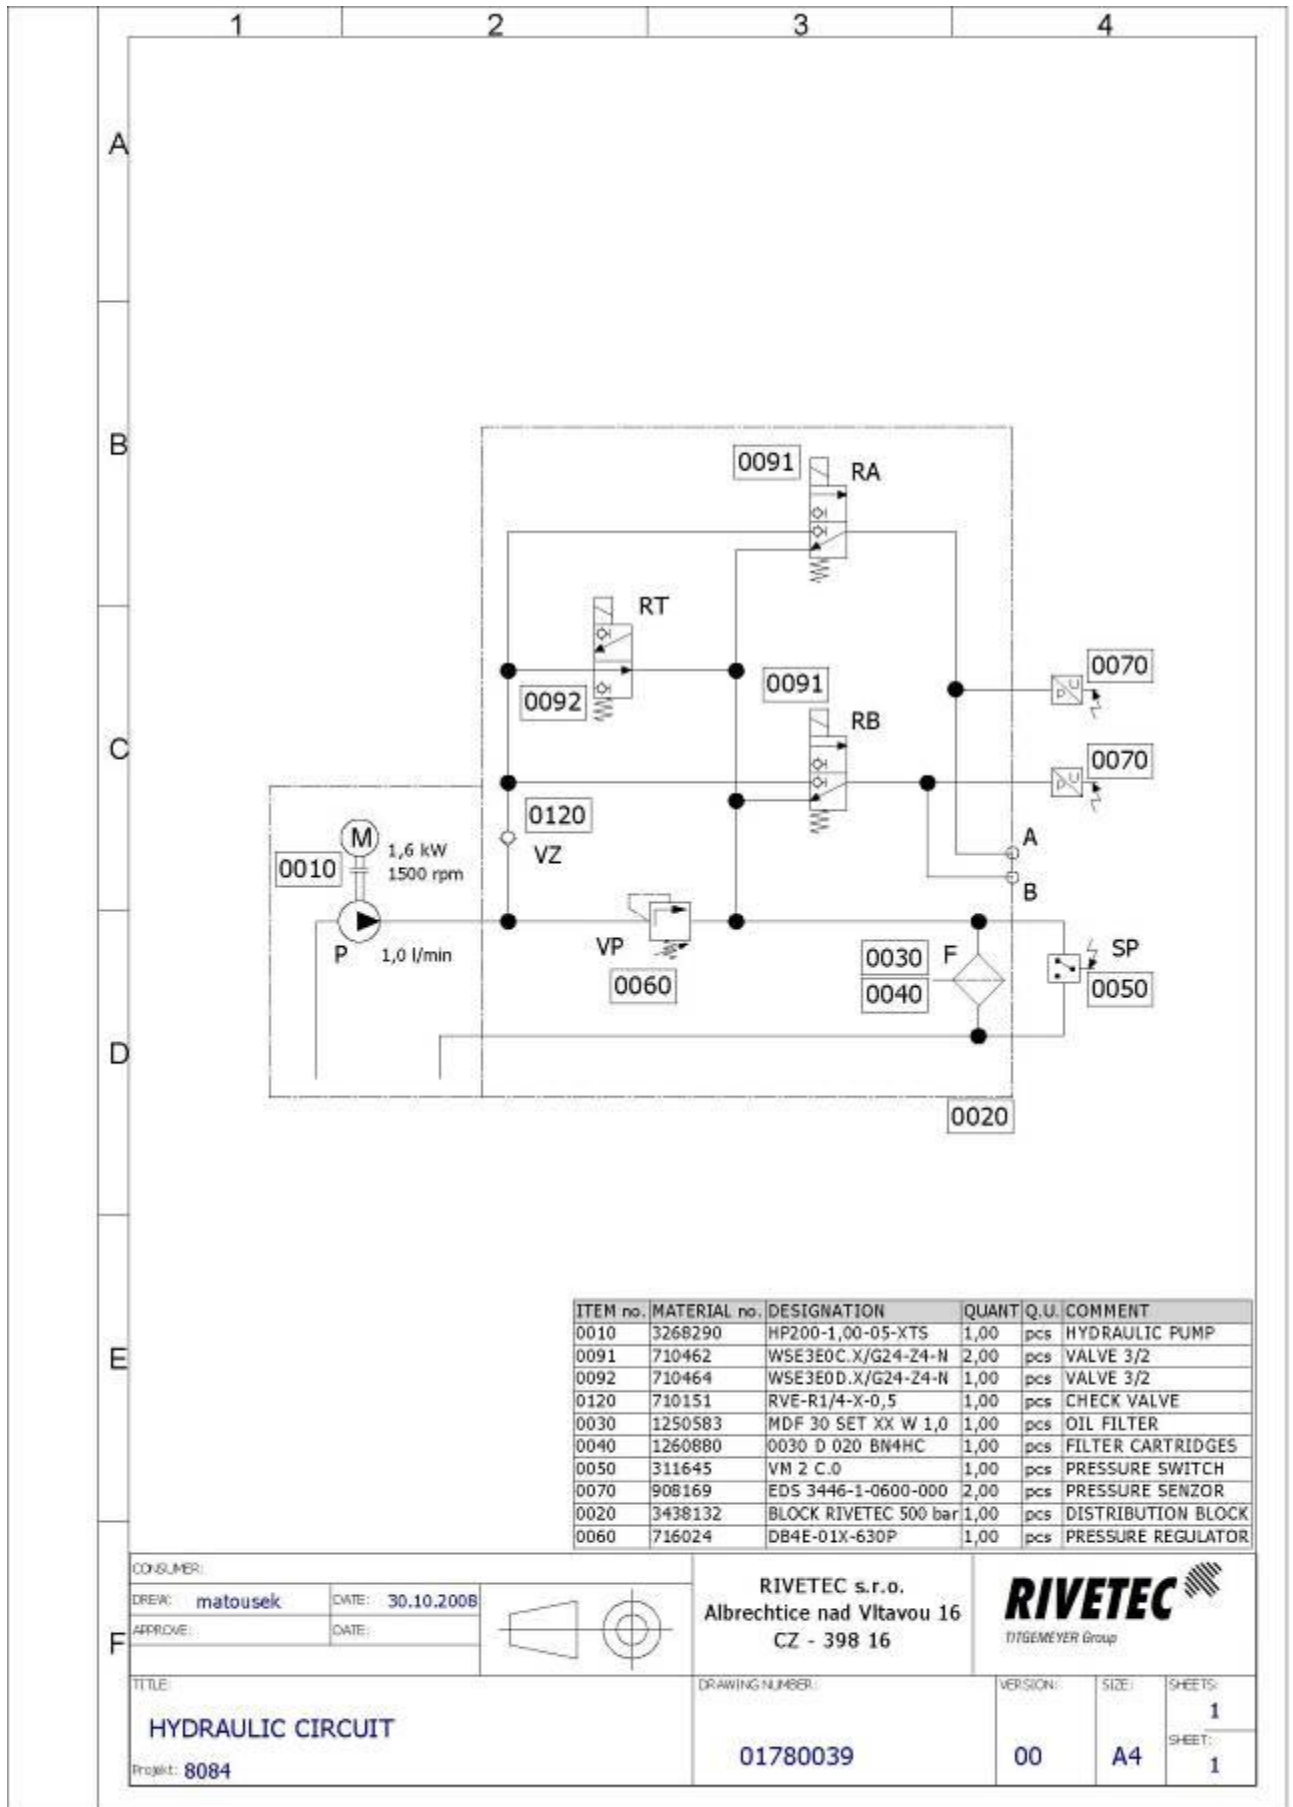 1 2 3 4
A
B
0091 RA
RT
0070
0091
0092
RB
C
0070
0120
M
1,6 kW
A
VZ
0010
1500 rpm
B
P 1,0 l/min
VP
0030 F
SP
0060
0040
0050
D
0020
ITEM no. MATERIAL no. DESIGNATION QUANT Q.U. COMMENT
0010 3268290 HP200-1,00-05-XTS 1,00 pcs HYDRAULIC PUMP
E
0091 710462 WSE3E0C.X/G24-Z4-N 2,00 pcs VALVE 3/2
0092 710464 WSE3E0D.X/G24-Z4-N 1,00 pcs VALVE 3/2
0120 710151 RVE-R1/4-X-0,5 1,00 pcs CHECK VALVE
0030 1250583 MDF 30 SET XX W 1,0 1,00 pcs OIL FILTER
0040 1260880 0030 D 020 BN4HC 1,00 pcs FILTER CARTRIDGES
0050 311645 VM 2 C.0 1,00 pcs PRESSURE SWITCH
0070 908169 EDS 3446-1-0600-000 2,00 pcs PRESSURE SENZOR
0020 3438132 BLOCK RIVETEC 500 bar 1,00 pcs DISTRIBUTION BLOCK
0060 716024 DB4E-01X-630P 1,00 pcs PRESSURE REGULATOR
F
CONSUMER:
DREW: matousek DATE: 30.10.2008
APPROVE: DATE:
RIVETEC s.r.o.
Albrechtice nad Vltavou 16
CZ - 398 16
RIVETEC
TITGEMEYER Group
TITLE:
HYDRAULIC CIRCUIT
Projekt: 8084
DRAWING NUMBER:
01780039
VERSION:
00
SIZE:
A4
SHEETS:
1
SHEET:
1